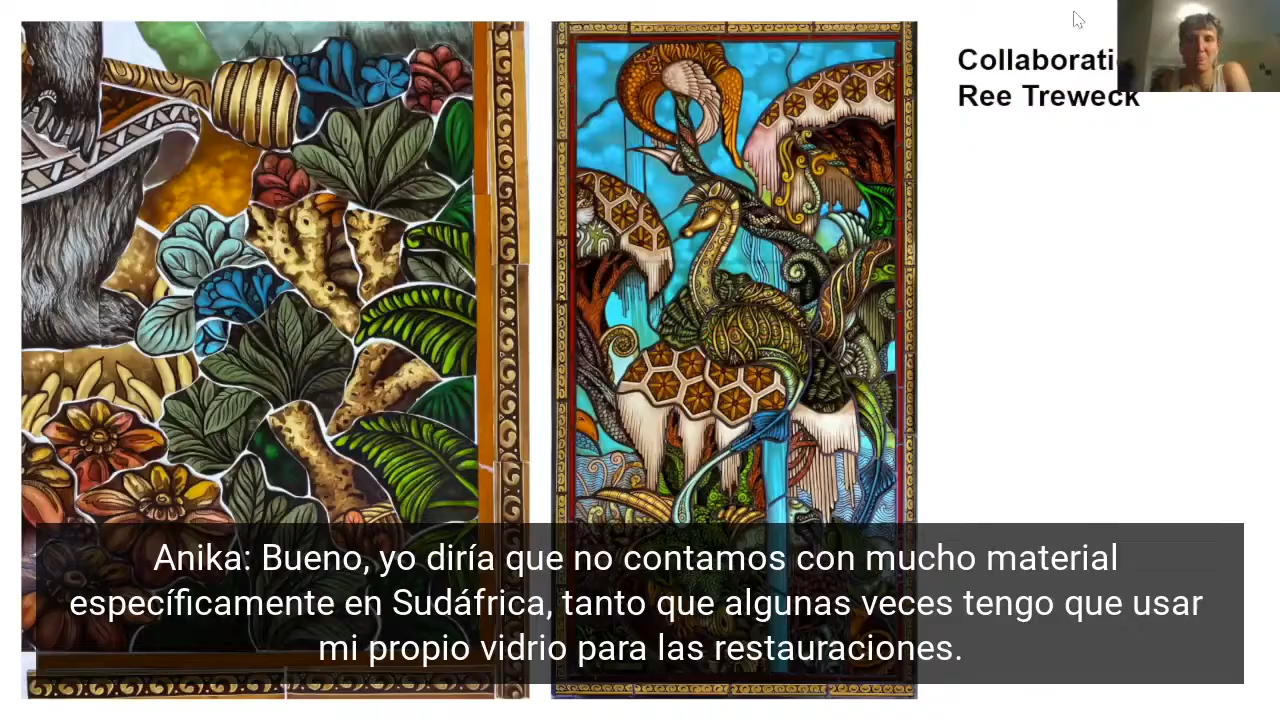 Collaborati
Ree Treweck
Anika: Bueno, yo diría que no contamos con mucho material
específicamente en Sudáfrica, tanto que algunas veces tengo que usar
mi propio vidrio para las restauraciones.